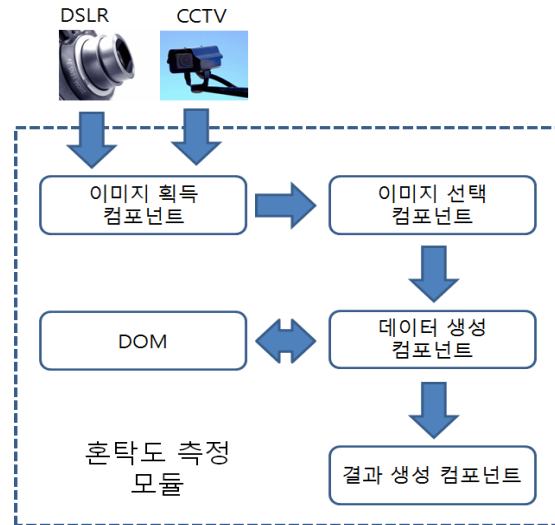 DSLR
CCTV
이미지 획득
컴포넌트
이미지 선택
컴포넌트
DOM
데이터 생성
컴포넌트
혼탁도 측정
모듈
결과 생성 컴포넌트